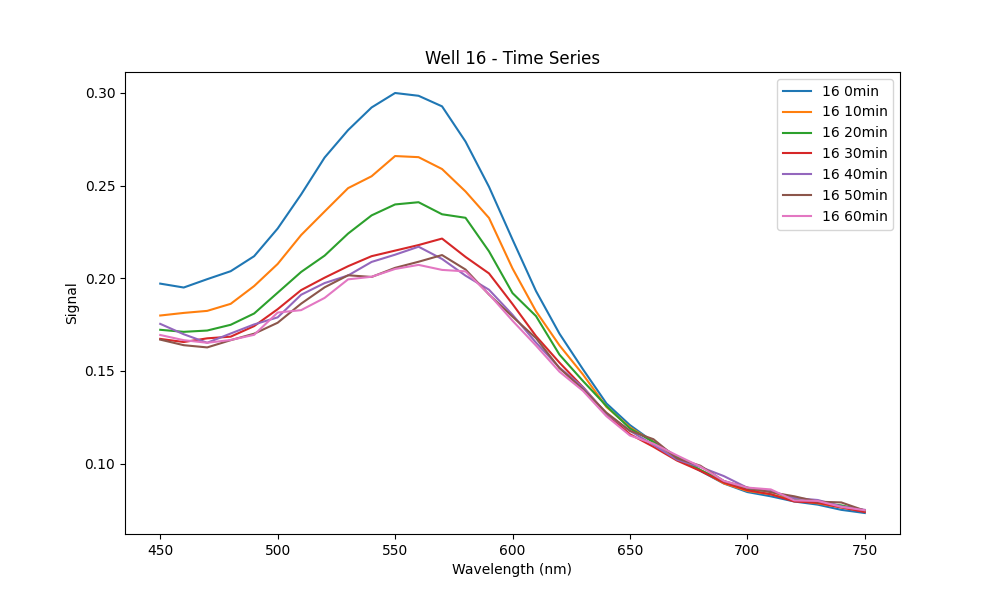 Well 16 - Time Series
Signal
0.30
0.25
0.20
0.15
0.10
450
500
550
600
650
700
750
Wavelength (nm)
16 0min
16 10min
16 20min
16 30min
16 40min
16 50min
16 60min